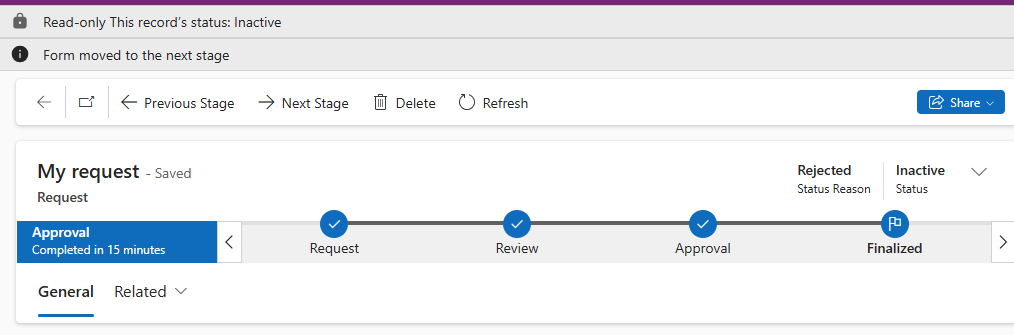 Read-only This record's status: Inactive
Form moved to the next stage
Previous Stage Next Stage Delete Refresh Share
My request - Saved
Request
Rejected
Status Reason
Inactive
Status
Approval
Completed in 15 minutes
Request Review Approval Finalized
General Related